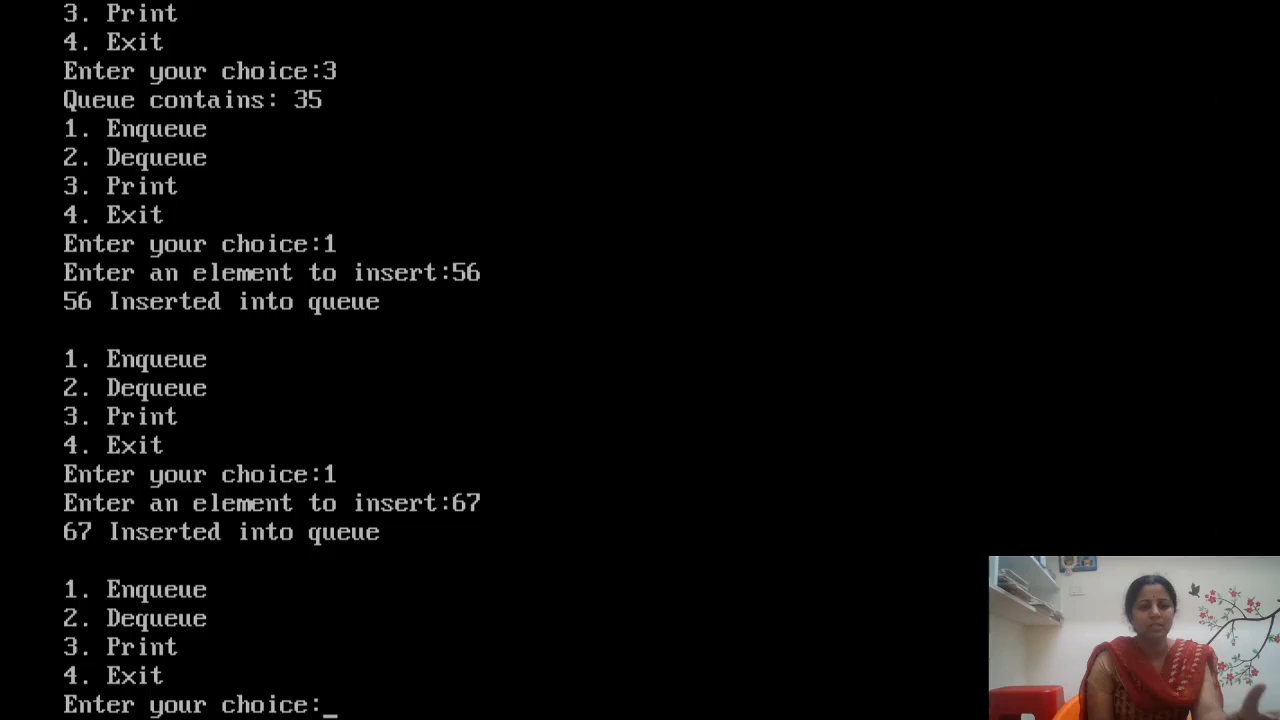 3. Print
4. Exit
Enter your choice:3
Queue contains: 35
1. Enqueue
2. Dequeue
3. Print
4. Exit
Enter your choice:1
Enter an element to insert:56
56 Inserted into queue
1. Enqueue
2. Dequeue
3. Print
4. Exit
Enter your choice:1
Enter an element to insert:67
67 Inserted into queue
1. Enqueue
2. Dequeue
3. Print
4. Exit
Enter your choice:_